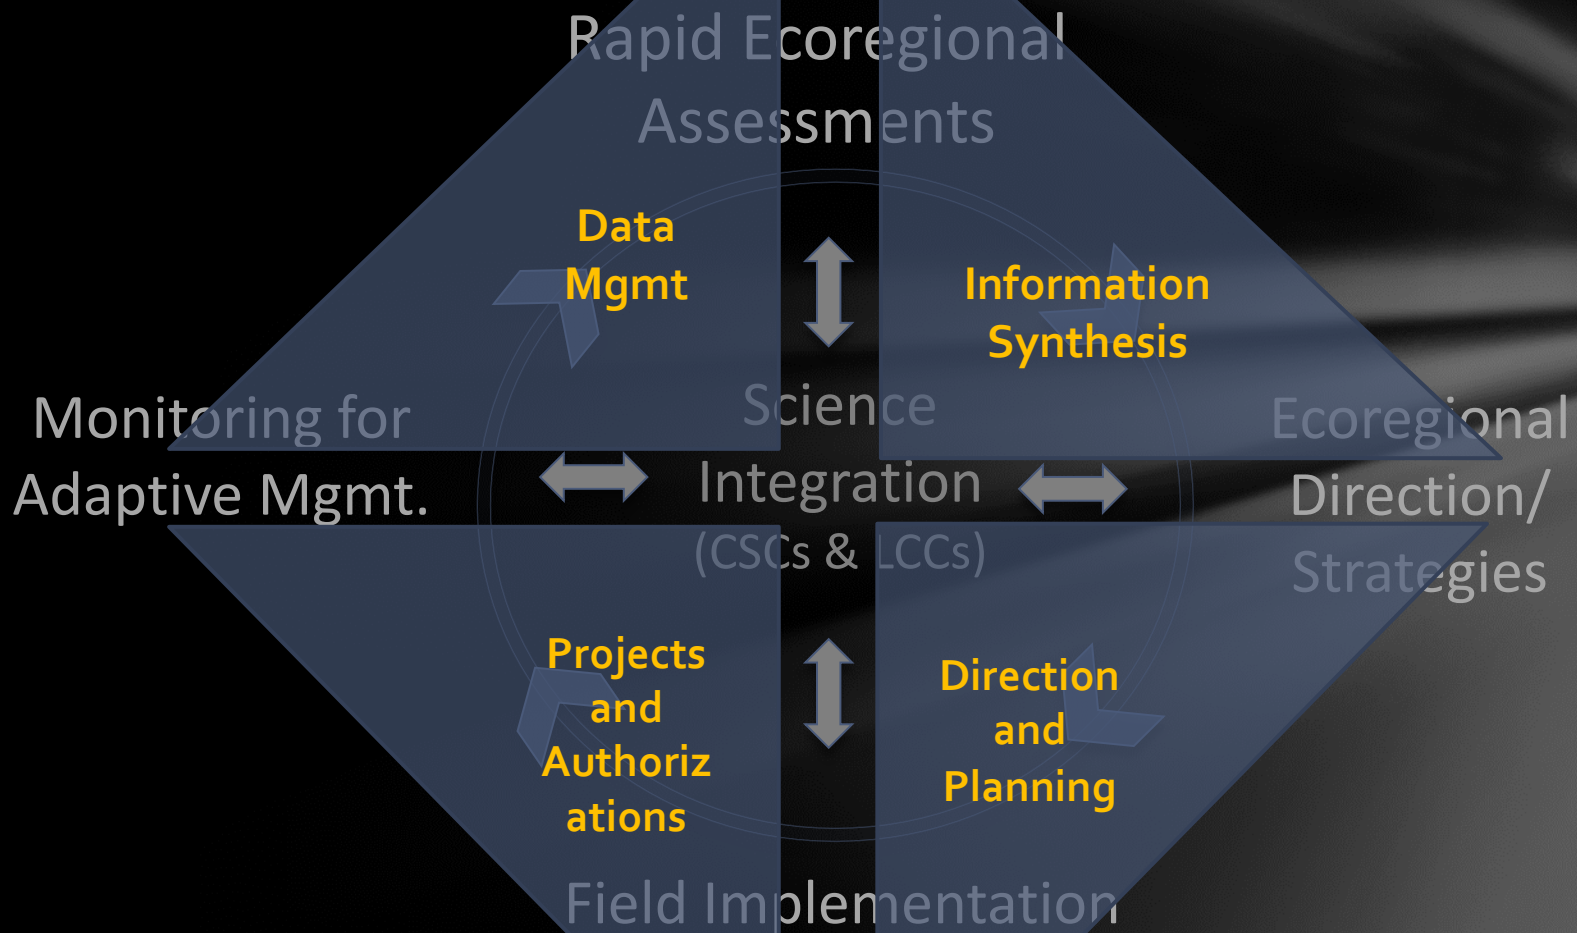 Rapid Ecoregional
Assessments
Data
Mgmt
Information
Synthesis
Monitoring for
Adaptive Mgmt.
Science
Integration
(CSCs & LCCs)
Ecoregional
Direction/
Strategies
Projects
and
Authoriz
ations
Direction
and
Planning
Field Implementation